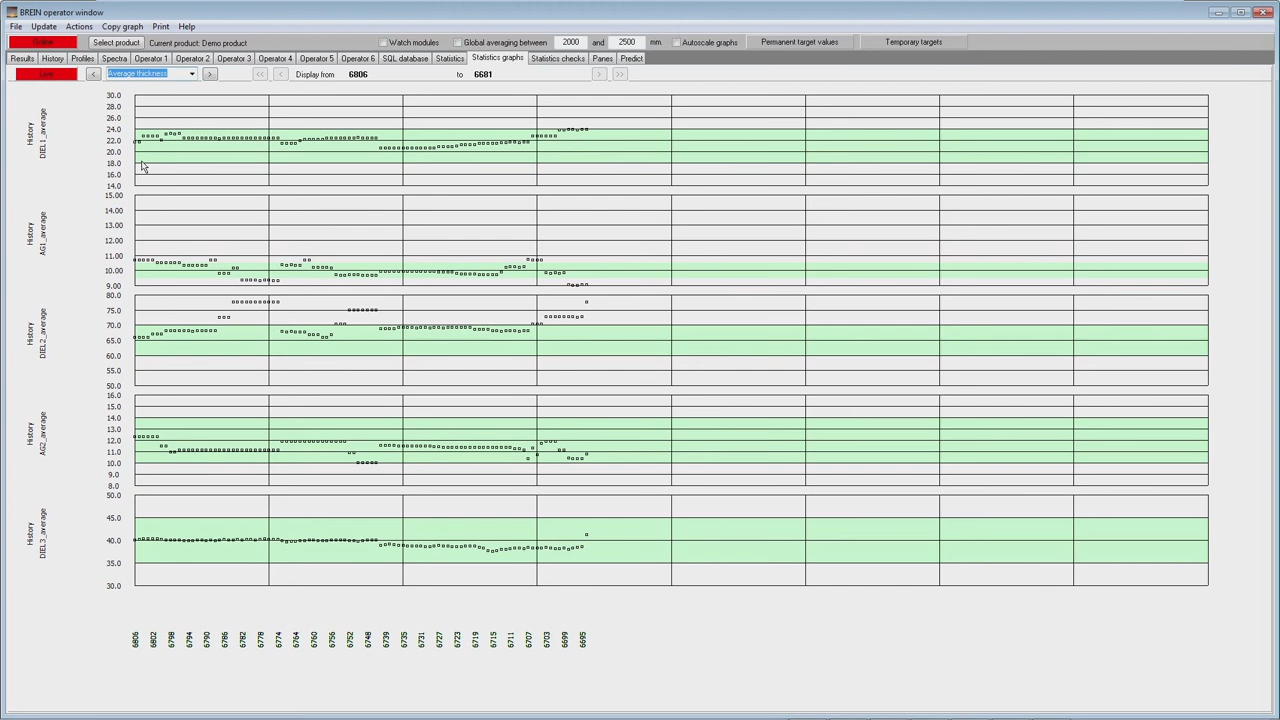 BREIN operator window
File Update Actions Copy graph Print Help
Select product Current product: Demo product Watch modules Global averaging between 2000 and 2500 mm. Autoscale graphs Permanent target values Temporary targets
Results History Profiles Spectra Operator 1 Operator 2 Operator 3 Operator 4 Operator 5 Operator 6 SQL database Statistics Statistics graphs Statistics checks Panes Predict
< Average thickness > << < Display from 6806 to 6681 > >>
History
DIEL1_average
30.0
28.0
26.0
24.0
22.0
20.0
18.0
16.0
14.0
History
AG1_average
15.00
14.00
13.00
12.00
11.00
10.00
9.00
History
DIEL2_average
80.0
75.0
70.0
65.0
60.0
55.0
50.0
History
AG2_average
16.0
15.0
14.0
13.0
12.0
11.0
10.0
9.0
8.0
History
DIEL3_average
50.0
45.0
40.0
35.0
30.0
6806 6802 6798 6794 6790 6786 6782 6778 6774 6764 6760 6756 6752 6748 6739 6735 6731 6727 6723 6719 6715 6711 6707 6703 6699 6695